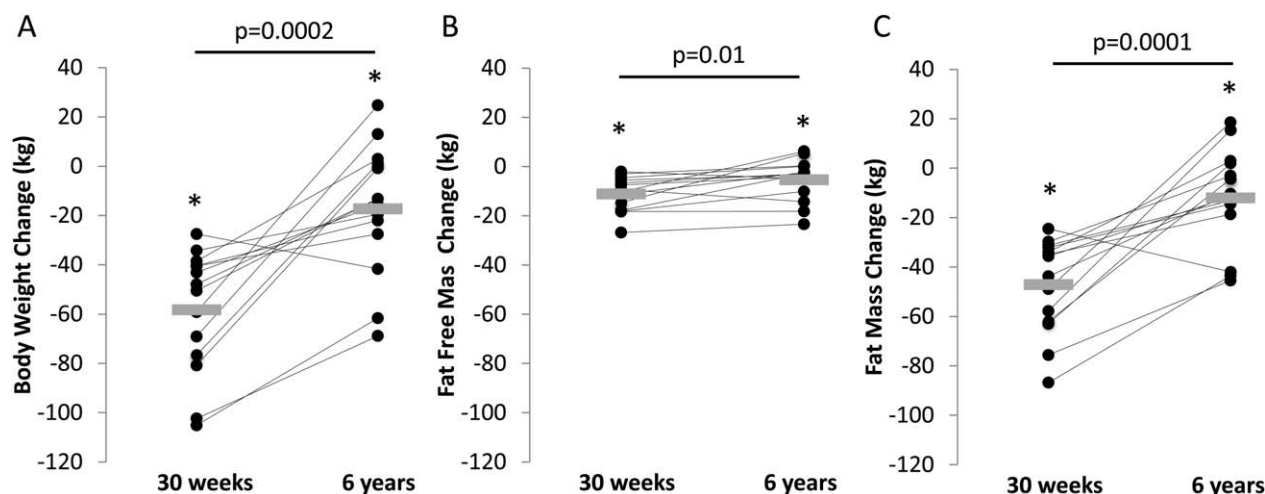 A
p=0.0002
Body Weight Change (kg)
40
20
0
-20
-40
-60
-80
-100
-120
*
*
30 weeks
6 years
B
p=0.01
Fat Free Mas Change (kg)
40
20
0
-20
-40
-60
-80
-100
-120
*
*
30 weeks
6 years
C
p=0.0001
Fat Mass Change (kg)
40
20
0
-20
-40
-60
-80
-100
-120
*
*
30 weeks
6 years